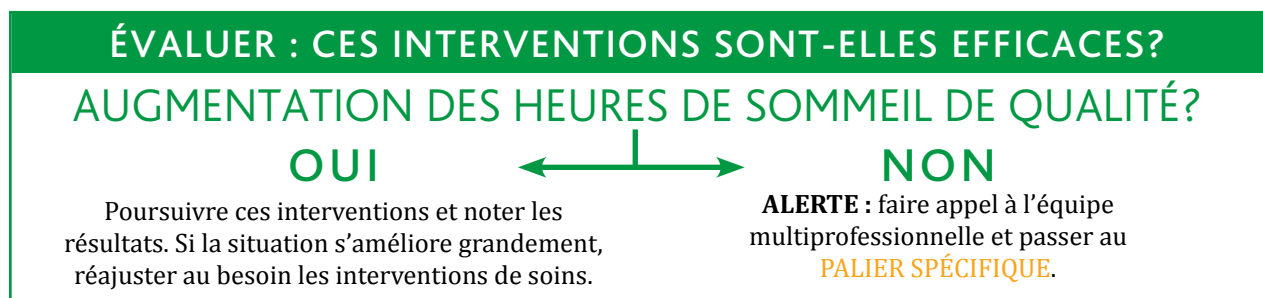 ÉVALUER : CES INTERVENTIONS SONT-ELLES EFFICACES?
AUGMENTATION DES HEURES DE SOMMEIL DE QUALITÉ?
OUI
Poursuivre ces interventions et noter les
résultats. Si la situation s’améliore grandement,
réajuster au besoin les interventions de soins.
NON
ALERTE : faire appel à l’équipe
multiprofessionnelle et passer au
PALIER SPÉCIFIQUE.